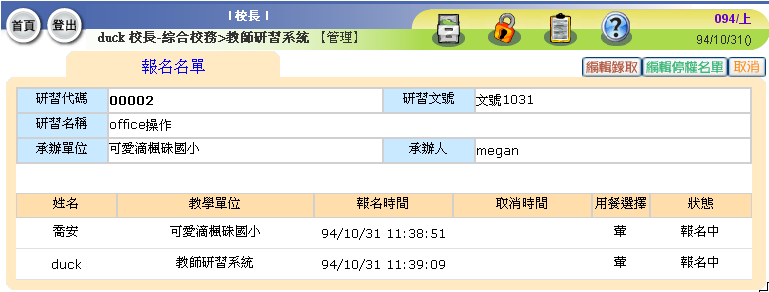 首頁 登出 ⅼ校長ⅼ 094/上
duck 校長-綜合校務>教師研習系統 【管理】 94/10/31()
報名名單 編輯錄取 編輯停權名單 取消
研習代碼 00002 研習文號 文號1031
研習名稱 office操作
承辦單位 可愛滴楓硃國小 承辦人 megan
姓名 教學單位 報名時間 取消時間 用餐選擇 狀態
喬安 可愛滴楓硃國小 94/10/31 11:38:51 葷 報名中
duck 教師研習系統 94/10/31 11:39:09 葷 報名中